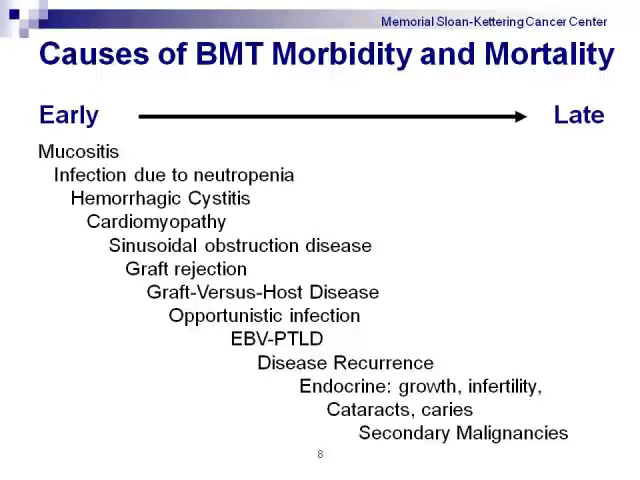 Memorial Sloan-Kettering Cancer Center
Causes of BMT Morbidity and Mortality
Early Late
Mucositis
Infection due to neutropenia
Hemorrhagic Cystitis
Cardiomyopathy
Sinusoidal obstruction disease
Graft rejection
Graft-Versus-Host Disease
Opportunistic infection
EBV-PTLD
Disease Recurrence
Endocrine: growth, infertility,
Cataracts, caries
Secondary Malignancies
8